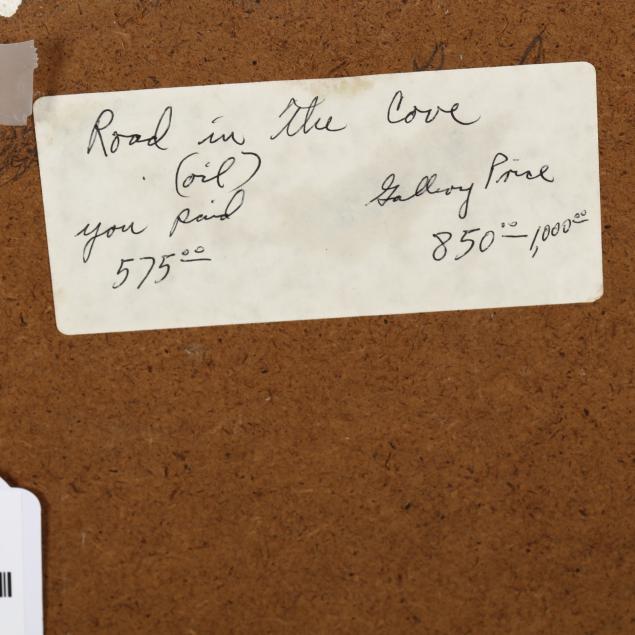 Road in The Cove
(oil)
you paid
575.00
Gallery Price
850.00 - 1,000.00